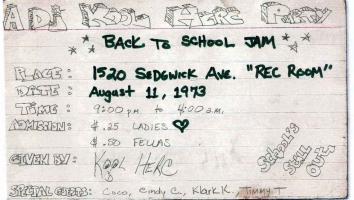 A DJ KOOL HERC PARTY
BACK TO SCHOOL JAM
PLACE: 1520 SEDGWICK AVE. "REC ROOM"
DATE: August 11, 1973
TIME: 9:00 pm to 4:00 a.m.
ADMISSION: $.25 LADIES ♥
$.50 FELLAS
GIVEN BY: KOOL HERC
SPECIAL GUESTS: Coco, Cindy C., Klark K., Timmy T
School's Still Out!